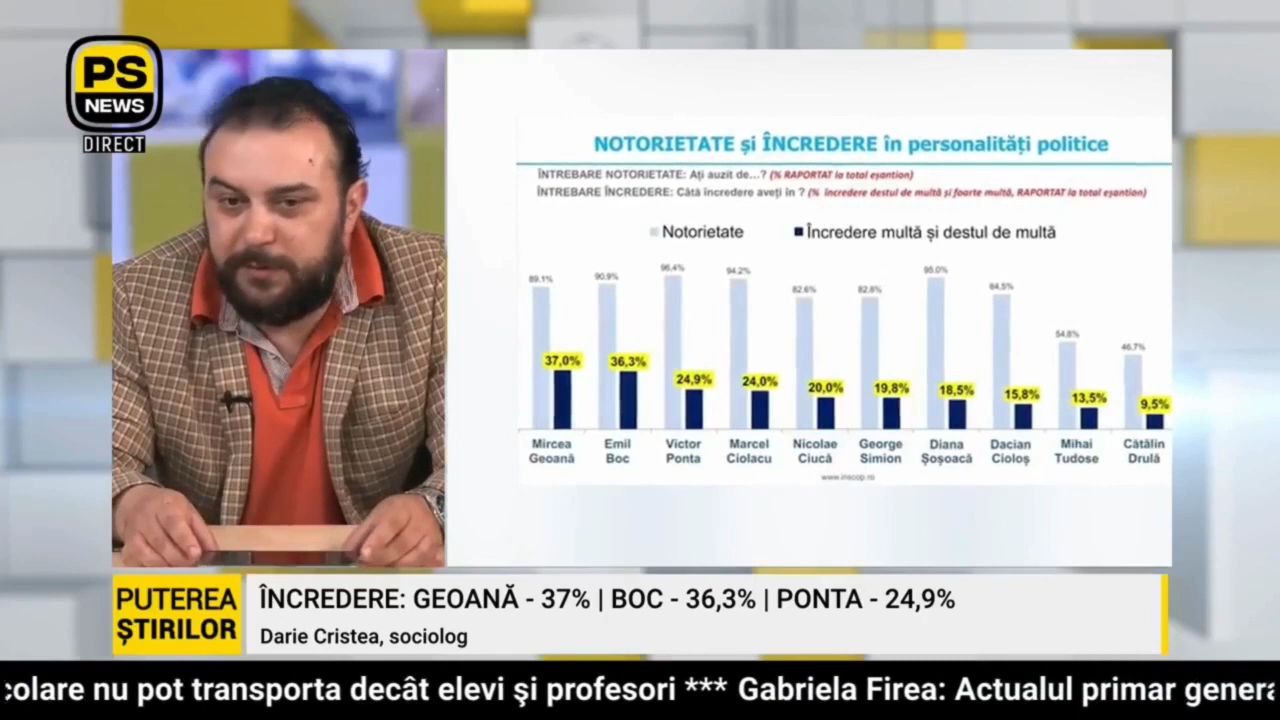 PS
NEWS
DIRECT
NOTORIETATE și ÎNCREDERE în personalități politice
ÎNTREBARE NOTORIETATE: Ați auzit de...? (% RAPORTAT la total eșantion)
ÎNTREBARE ÎNCREDERE: Câtă încredere aveți în ? (% încredere destul de multă și foarte multă, RAPORTAT la total eșantion)
Notorietate Încredere multă și destul de multă
89,1% 90,9% 96,4% 94,2% 82,6% 82,8% 95,0% 84,5% 54,8% 46,7%
37,0% 36,3% 24,9% 24,0% 20,0% 19,8% 18,5% 15,8% 13,5% 9,5%
Mircea Emil Victor Marcel Nicolae George Diana Dacian Mihai Cătălin
Geoană Boc Ponta Ciolacu Ciucă Simion Șoșoacă Cioloș Tudose Drulă
www.inscop.ro
PUTEREA
ȘTIRILOR
ÎNCREDERE: GEOANĂ - 37% | BOC - 36,3% | PONTA - 24,9%
Darie Cristea, sociolog
colare nu pot transporta decât elevi şi profesori *** Gabriela Firea: Actualul primar genera